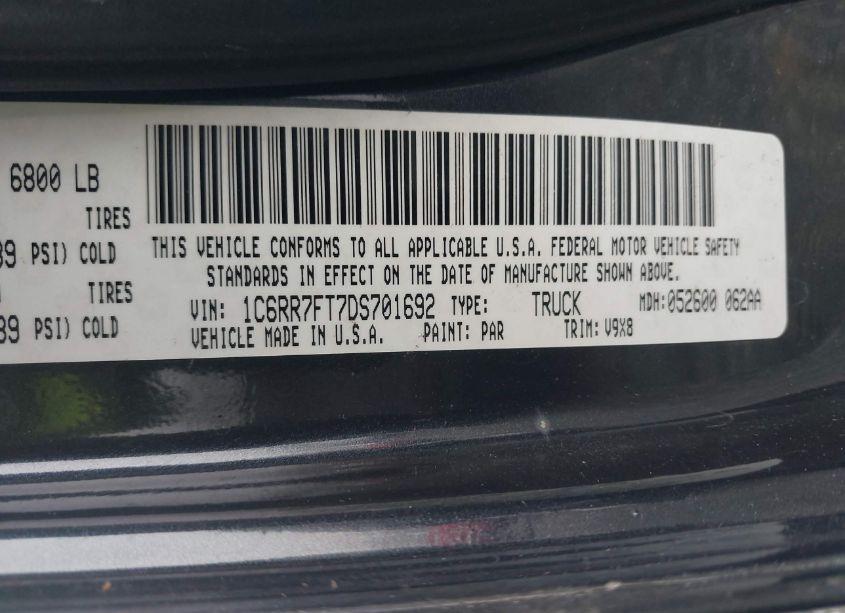 6800 LB
TIRES
39 PSI) COLD
TIRES
39 PSI) COLD
THIS VEHICLE CONFORMS TO ALL APPLICABLE U.S.A. FEDERAL MOTOR VEHICLE SAFETY
STANDARDS IN EFFECT ON THE DATE OF MANUFACTURE SHOWN ABOVE.
VIN: 1C6RR7FT7DS701692 TYPE: TRUCK MDH:052600 062AA
VEHICLE MADE IN U.S.A. PAINT: PAR TRIM: V9X8